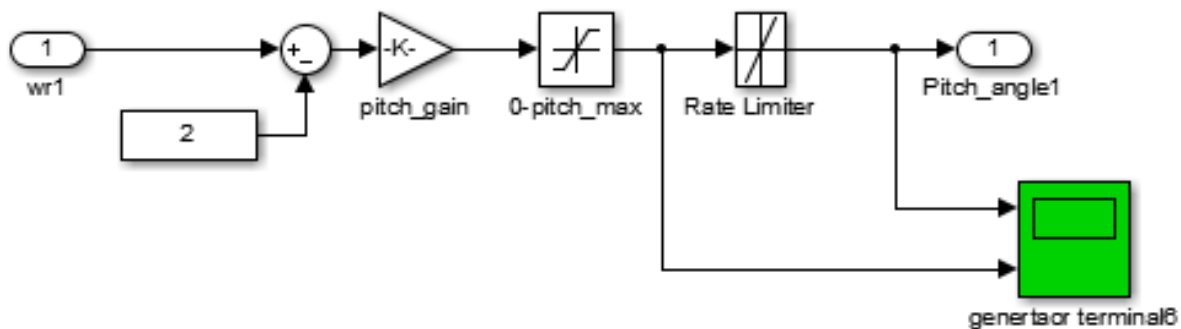 1
wr1
+
-
2
-K-
pitch_gain
0-pitch_max
Rate Limiter
1
Pitch_angle1
genertaor terminal6